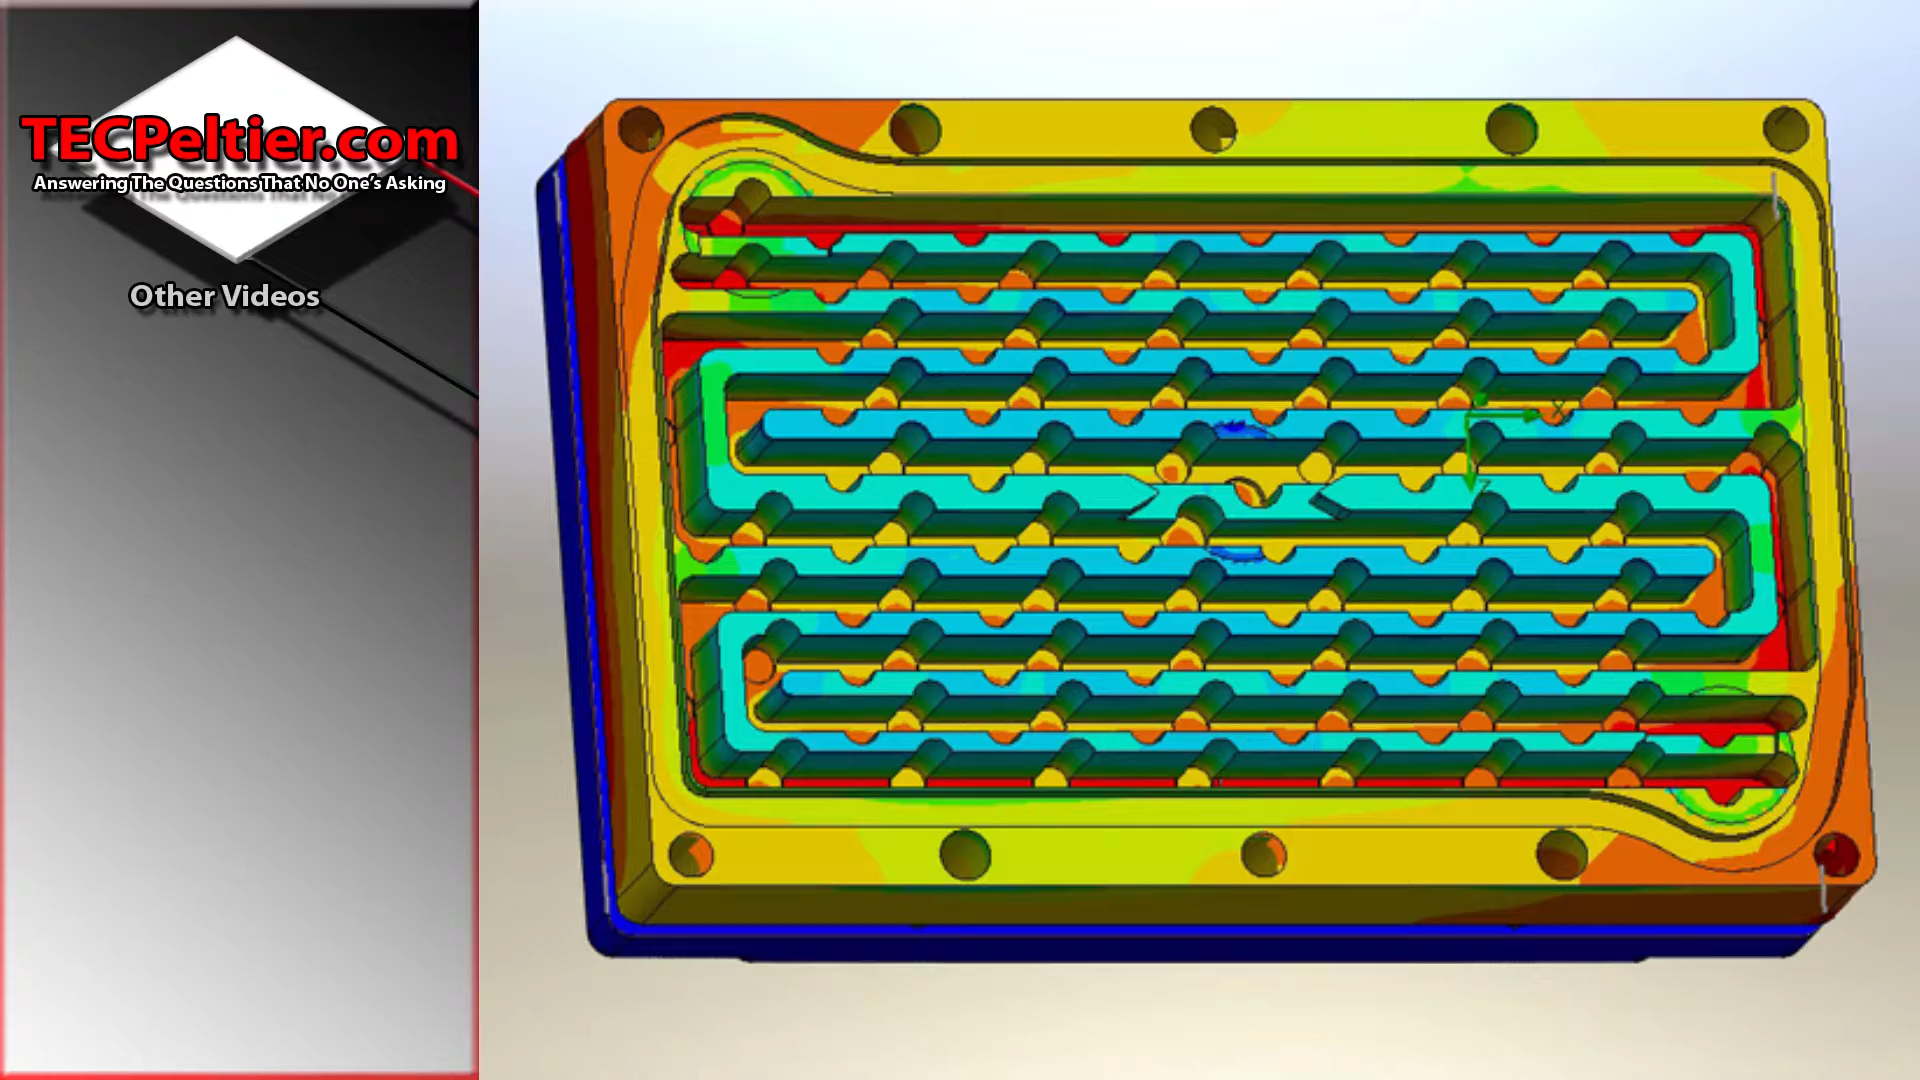 TECPeltier.com
Answering The Questions That No One's Asking
Other Videos
X
Z